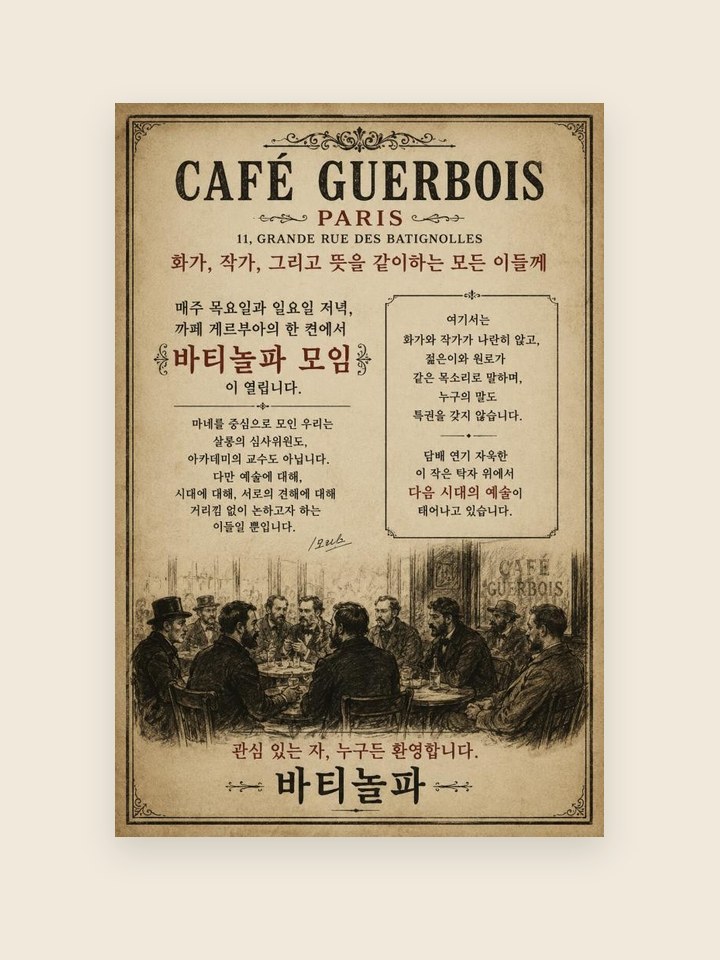 CAFÉ GUERBOIS
PARIS
11, GRANDE RUE DES BATIGNOLLES
화가, 작가, 그리고 뜻을 같이하는 모든 이들께
매주 목요일과 일요일 저녁,
까페 게르부아의 한 켠에서
바티놀파 모임
이 열립니다.
마네를 중심으로 모인 우리는
살롱의 심사위원도,
아카데미의 교수도 아닙니다.
다만 예술에 대해,
시대에 대해, 서로의 견해에 대해
거리낌 없이 논하고자 하는
이들일 뿐입니다.
여기서는
화가와 작가가 나란히 앉고,
젊은이와 원로가
같은 목소리로 말하며,
누구의 말도
특권을 갖지 않습니다.
담배 연기 자욱한
이 작은 탁자 위에서
다음 시대의 예술이
태어나고 있습니다.
CAFÉ
GUERBOIS
관심 있는 자, 누구든 환영합니다.
바티놀파